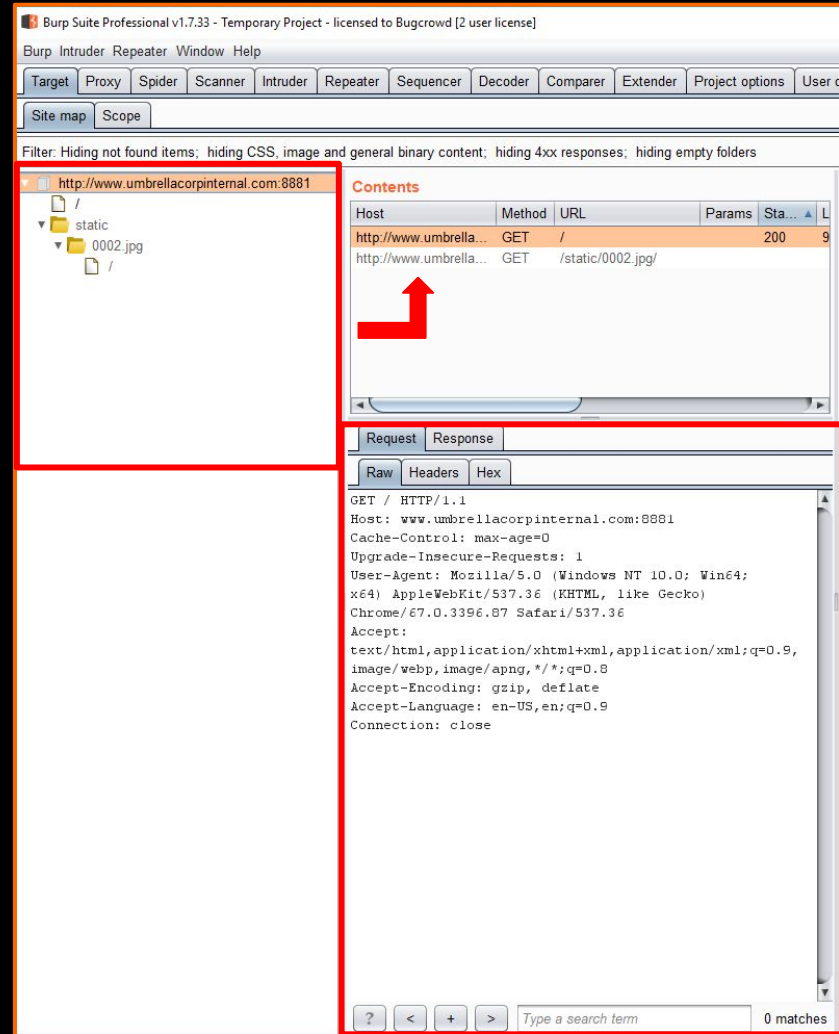 Burp Suite Professional v1.7.33 - Temporary Project - licensed to Bugcrowd [2 user license]
Burp Intruder Repeater Window Help
Target Proxy Spider Scanner Intruder Repeater Sequencer Decoder Comparer Extender Project options User
Site map Scope
Filter: Hiding not found items; hiding CSS, image and general binary content; hiding 4xx responses; hiding empty folders
http://www.umbrellacorpinternal.com:8881
/
static
0002.jpg
/
Contents
Host Method URL Params Sta... L
http://www.umbrella... GET / 200 9
http://www.umbrella... GET /static/0002.jpg/
Request Response
Raw Headers Hex
GET / HTTP/1.1
Host: www.umbrellacorpinternal.com:8881
Cache-Control: max-age=0
Upgrade-Insecure-Requests: 1
User-Agent: Mozilla/5.0 (Windows NT 10.0; Win64;
x64) AppleWebKit/537.36 (KHTML, like Gecko)
Chrome/67.0.3396.87 Safari/537.36
Accept:
text/html,application/xhtml+xml,application/xml;q=0.9,
image/webp,image/apng,*/*;q=0.8
Accept-Encoding: gzip, deflate
Accept-Language: en-US,en;q=0.9
Connection: close
? < + > Type a search term 0 matches